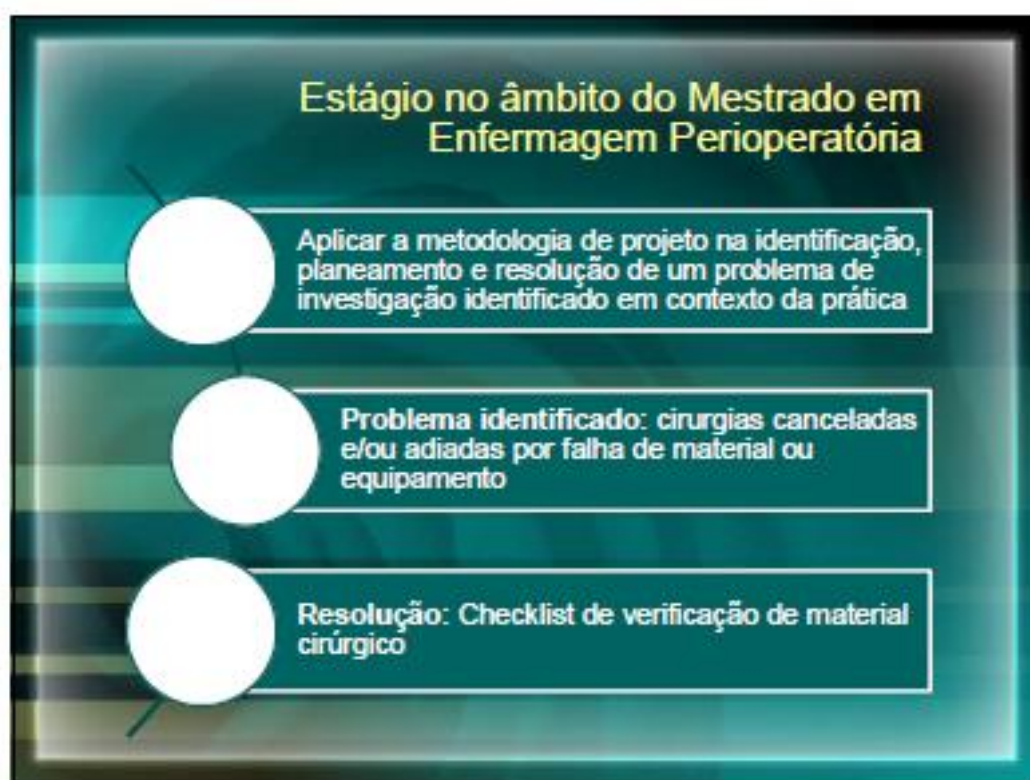 Estágio no âmbito do Mestrado em
Enfermagem Perioperatória
Aplicar a metodologia de projeto na identificação,
planeamento e resolução de um problema de
investigação identificado em contexto da prática
Problema identificado: cirurgias canceladas
e/ou adiadas por falha de material ou
equipamento
Resolução: Checklist de verificação de material
cirúrgico